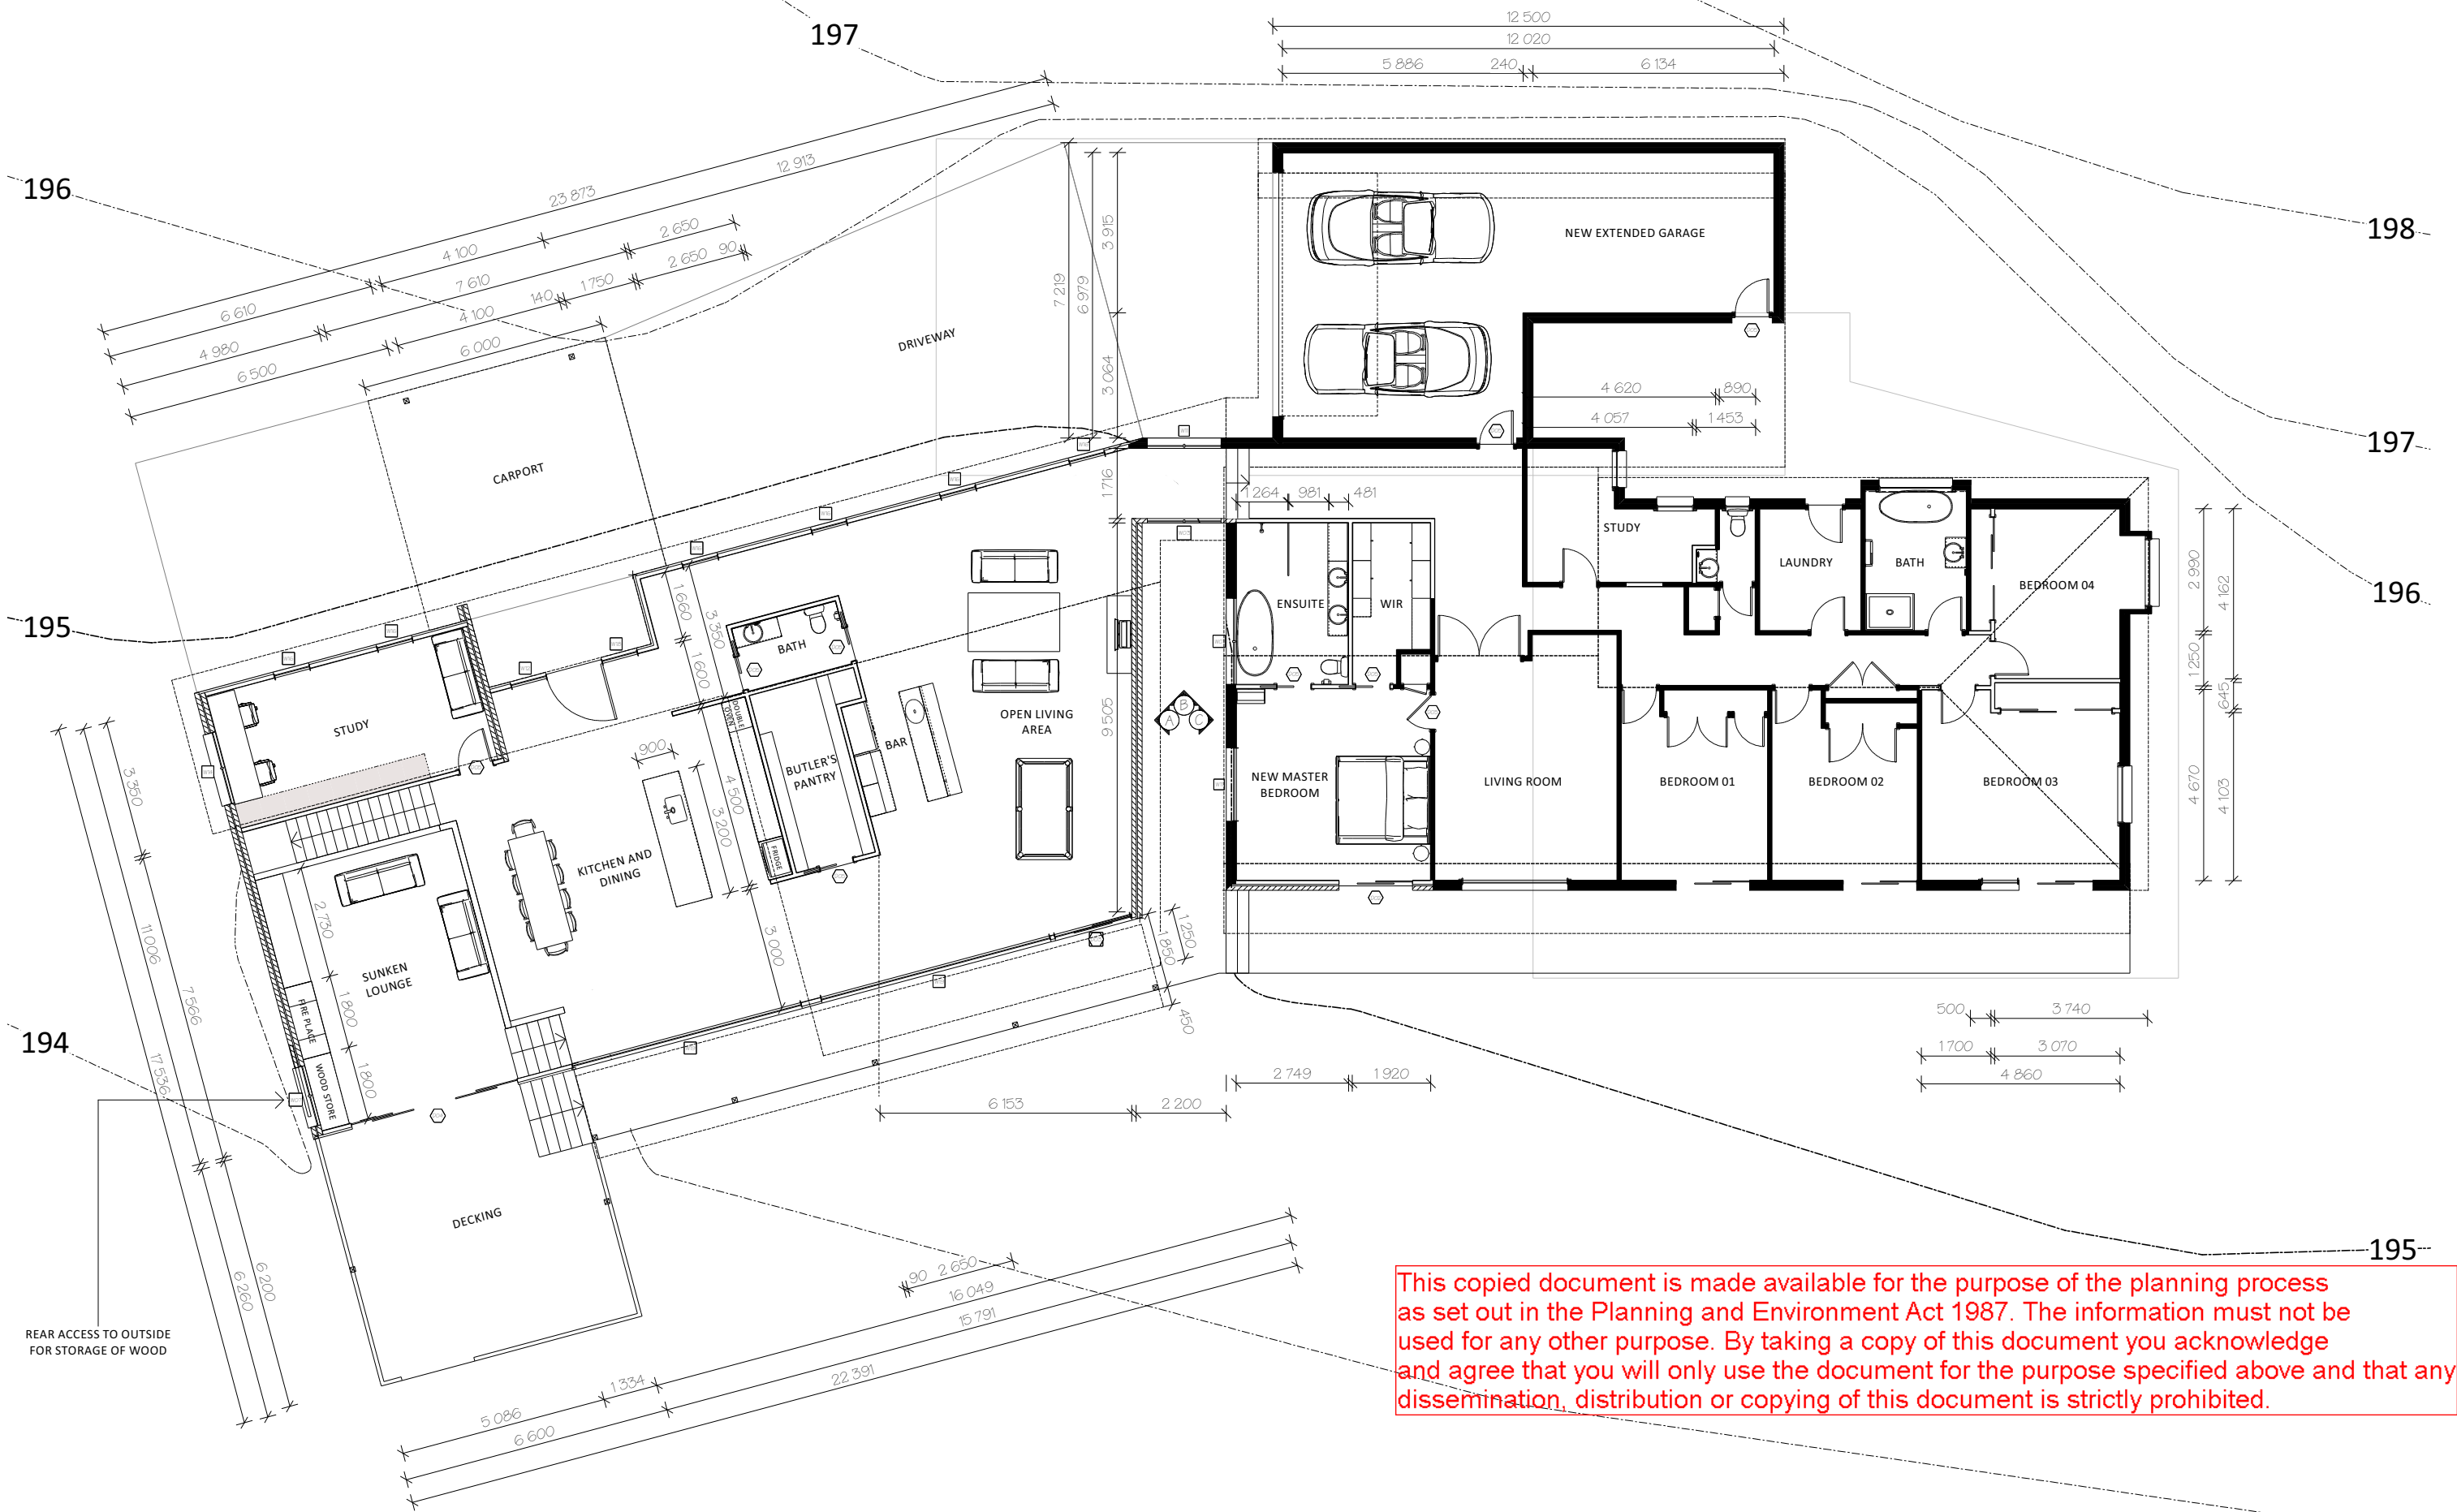 197
12 500
12 020
5 886
240
6 134
196
198
23 873
12 913
4 100
2 650
6 610
7 610
2 650
90
4 980
4 100
140
1 750
6 500
6 000
7 219
6 979
3 915
3 064
DRIVEWAY
CARPORT
NEW EXTENDED GARAGE
4 620
890
4 057
1 453
197
1 716
1 264
981
481
STUDY
ENSUITE
WIR
LAUNDRY
BATH
BEDROOM 04
2 990
4 162
1 250
645
4 670
4 103
196
195
1 660
3 350
1 600
BATH
DOUBLE
OVEN
STUDY
900
4 500
3 200
BUTLER'S
PANTRY
BAR
FRIDGE
OPEN LIVING
AREA
9 505
A
B
C
NEW MASTER
BEDROOM
LIVING ROOM
BEDROOM 01
BEDROOM 02
BEDROOM 03
KITCHEN AND
DINING
3 000
3 350
11 006
7 566
17 536
6 260
6 200
2 730
1 800
1 800
SUNKEN
LOUNGE
FIRE PLACE
WOOD STORE
1 250
1 850
450
194
500
3 740
1 700
3 070
4 860
2 749
1 920
6 153
2 200
DECKING
REAR ACCESS TO OUTSIDE
FOR STORAGE OF WOOD
90
2 650
16 049
15 791
1 334
22 391
5 086
6 600
195
This copied document is made available for the purpose of the planning process
as set out in the Planning and Environment Act 1987. The information must not be
used for any other purpose. By taking a copy of this document you acknowledge
and agree that you will only use the document for the purpose specified above and that any
dissemination, distribution or copying of this document is strictly prohibited.